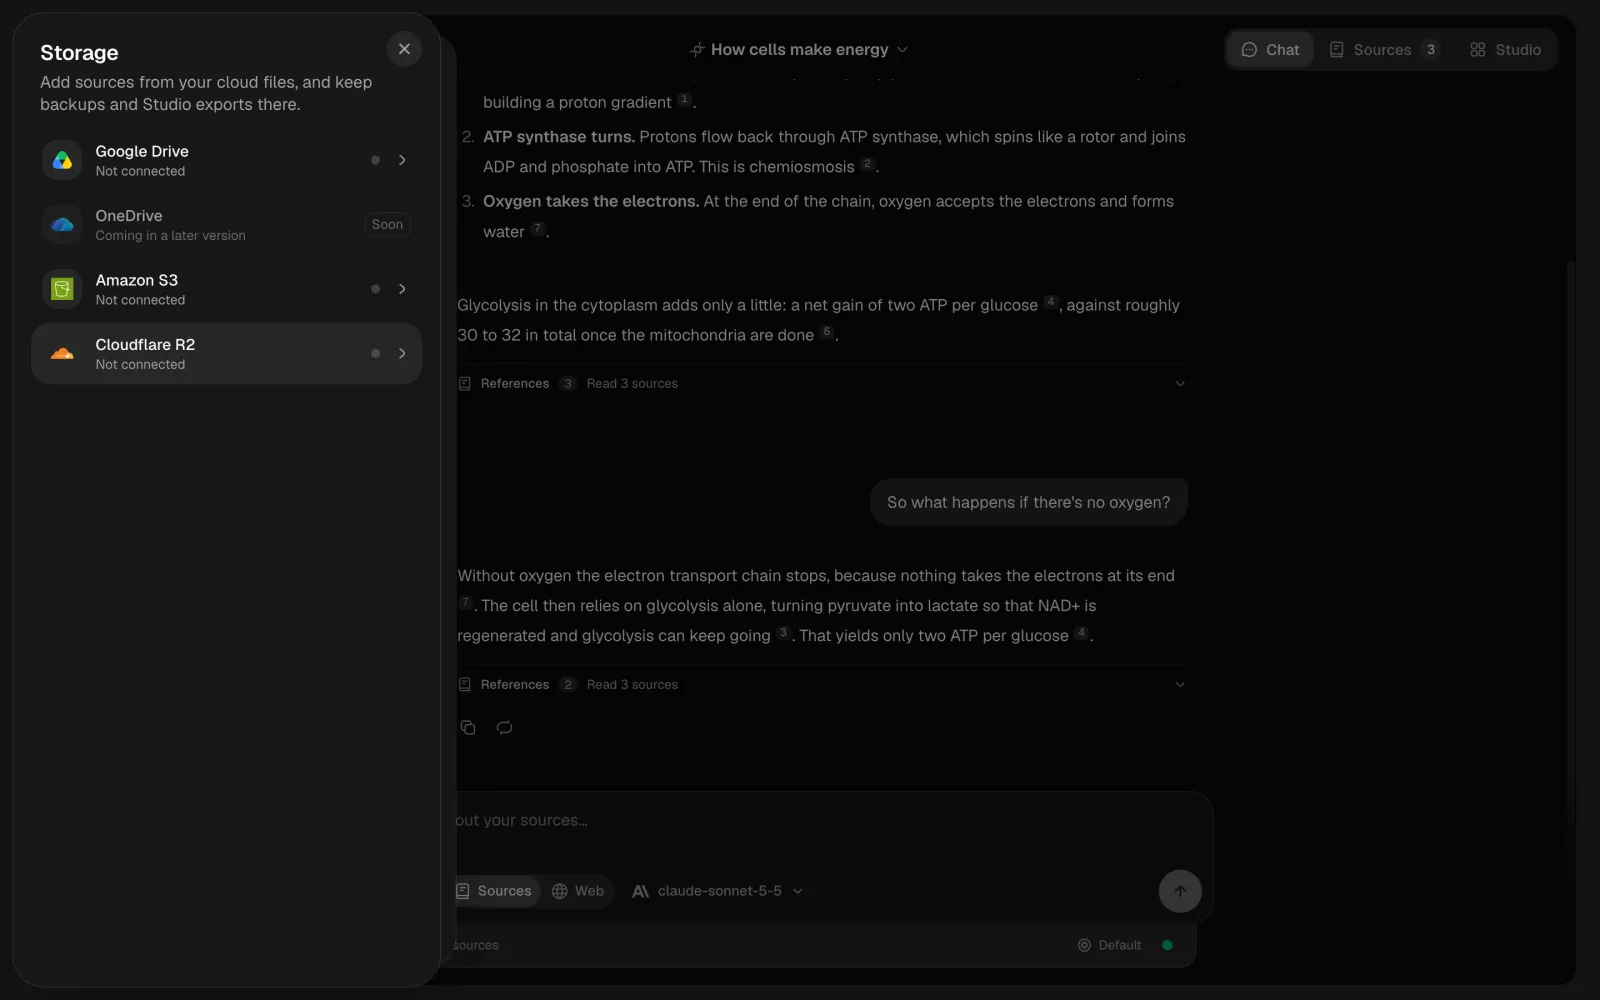 Storage
Add sources from your cloud files, and keep
backups and Studio exports there.
Google Drive
Not connected
OneDrive
Coming in a later version
Soon
Amazon S3
Not connected
Cloudflare R2
Not connected
How cells make energy
Chat
Sources 3
Studio
building a proton gradient 1.
2. ATP synthase turns. Protons flow back through ATP synthase, which spins like a rotor and joins
ADP and phosphate into ATP. This is chemiosmosis 2.
3. Oxygen takes the electrons. At the end of the chain, oxygen accepts the electrons and forms
water 7.
Glycolysis in the cytoplasm adds only a little: a net gain of two ATP per glucose 4, against roughly
30 to 32 in total once the mitochondria are done 6.
References 3 Read 3 sources
So what happens if there's no oxygen?
Without oxygen the electron transport chain stops, because nothing takes the electrons at its end
7. The cell then relies on glycolysis alone, turning pyruvate into lactate so that NAD+ is
regenerated and glycolysis can keep going 3. That yields only two ATP per glucose 4.
References 2 Read 3 sources
out your sources...
Sources
Web
claude-sonnet-5-5
sources
Default